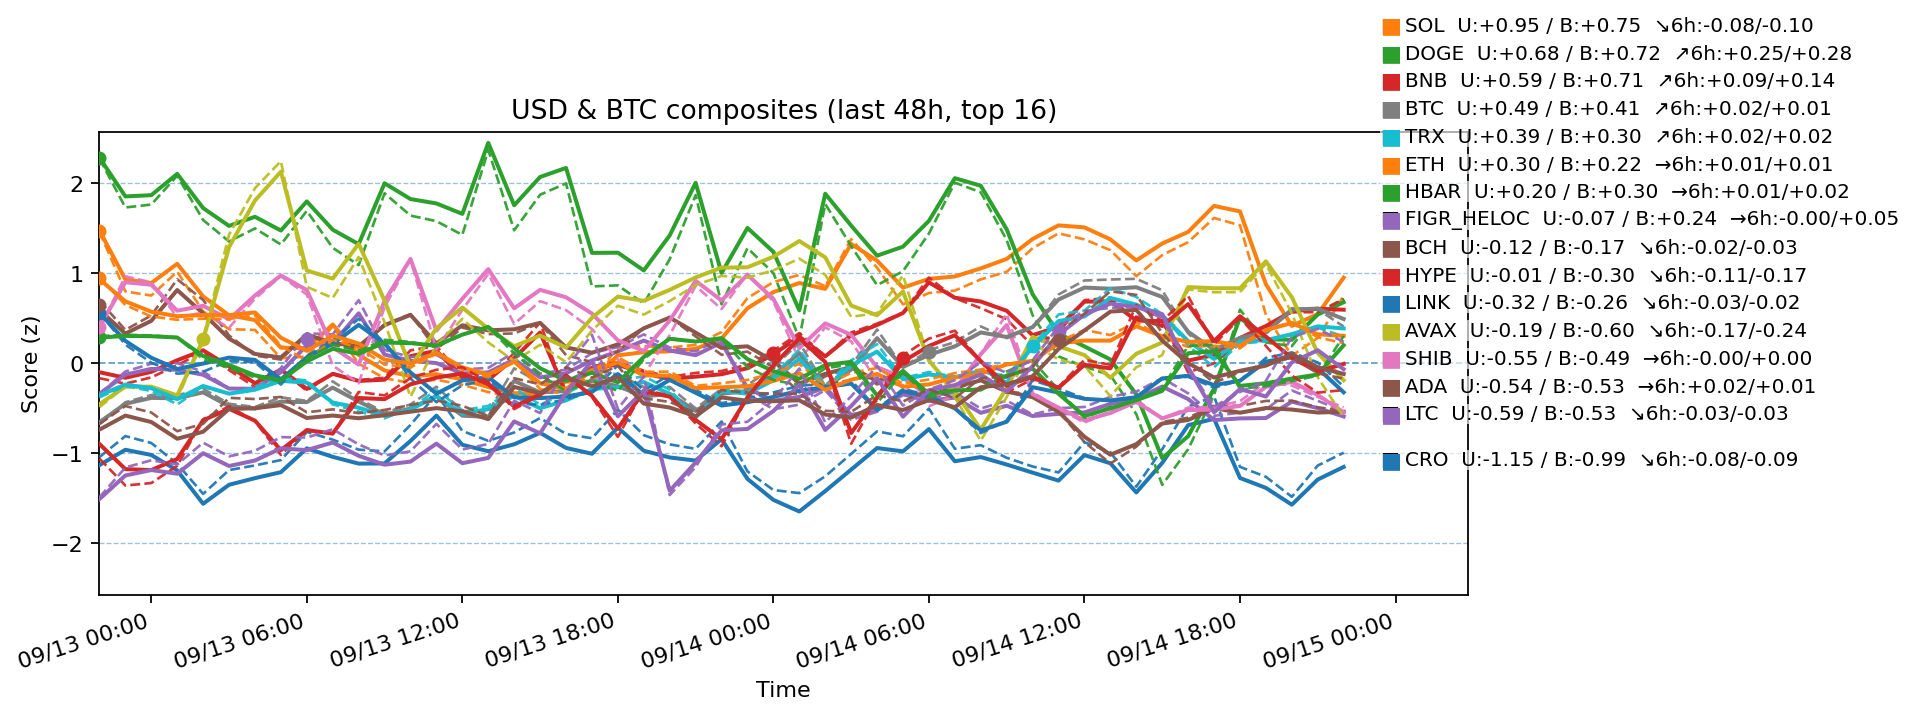 SOL  U:+0.95 / B:+0.75  ↘6h:-0.08/-0.10
DOGE  U:+0.68 / B:+0.72  ↗6h:+0.25/+0.28
BNB  U:+0.59 / B:+0.71  ↗6h:+0.09/+0.14
USD & BTC composites (last 48h, top 16)
BTC  U:+0.49 / B:+0.41  ↗6h:+0.02/+0.01
TRX  U:+0.39 / B:+0.30  ↗6h:+0.02/+0.02
ETH  U:+0.30 / B:+0.22  →6h:+0.01/+0.01
HBAR  U:+0.20 / B:+0.30  →6h:+0.01/+0.02
FIGR_HELOC  U:-0.07 / B:+0.24  →6h:-0.00/+0.05
BCH  U:-0.12 / B:-0.17  ↘6h:-0.02/-0.03
HYPE  U:-0.01 / B:-0.30  ↘6h:-0.11/-0.17
LINK  U:-0.32 / B:-0.26  ↘6h:-0.03/-0.02
AVAX  U:-0.19 / B:-0.60  ↘6h:-0.17/-0.24
SHIB  U:-0.55 / B:-0.49  →6h:-0.00/+0.00
ADA  U:-0.54 / B:-0.53  →6h:+0.02/+0.01
LTC  U:-0.59 / B:-0.53  ↘6h:-0.03/-0.03
CRO  U:-1.15 / B:-0.99  ↘6h:-0.08/-0.09
Score (z)
2
1
0
−1
−2
09/13 00:00
09/13 06:00
09/13 12:00
09/13 18:00
09/14 00:00
09/14 06:00
09/14 12:00
09/14 18:00
09/15 00:00
Time